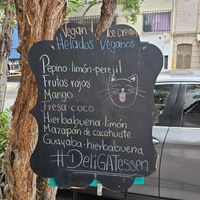 Vegan Ice cream
Helados Veganos
Pepino·limón·perejil
Frutos rojos
Mango
Fresa·coco
Hierbabuena·limón
Mazapán de cacahuate
Guayaba·hierbabuena
#DeliGATessen